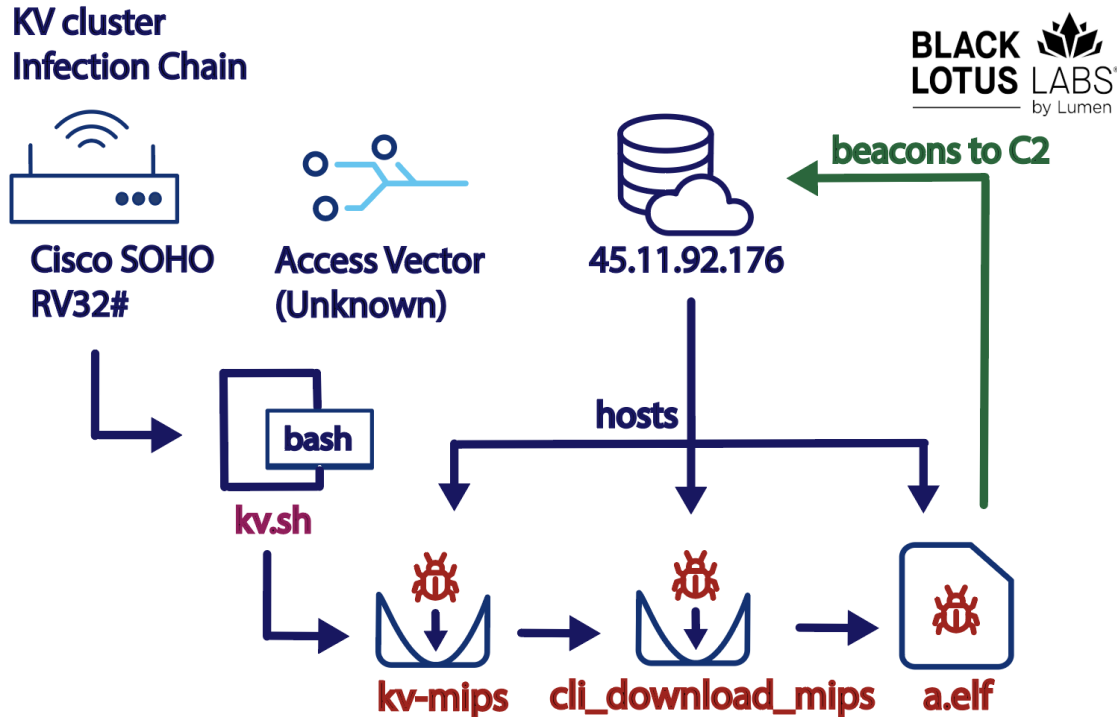 KV cluster
Infection Chain
BLACK
LOTUS LABS®
by Lumen
beacons to C2
Cisco SOHO
RV32#
Access Vector
(Unknown)
45.11.92.176
hosts
bash
kv.sh
kv-mips
cli_download_mips
a.elf